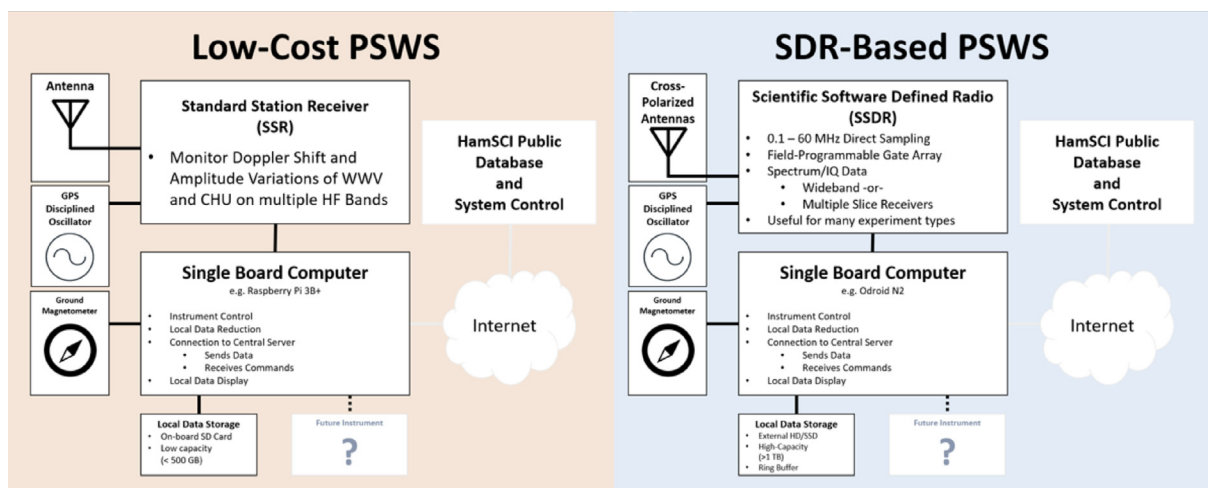 Low-Cost PSWS
Antenna
Standard Station Receiver
(SSR)
• Monitor Doppler Shift and
Amplitude Variations of WWV
and CHU on multiple HF Bands
GPS
Disciplined
Oscillator
HamSCI Public
Database
and
System Control
Single Board Computer
e.g. Raspberry Pi 3B+
• Instrument Control
• Local Data Reduction
• Connection to Central Server
• Sends Data
• Receives Commands
• Local Data Display
Ground
Magnetometer
Internet
Local Data Storage
• On-board SD Card
• Low capacity
(< 500 GB)
Future Instrument
?
SDR-Based PSWS
Cross-
Polarized
Antennas
Scientific Software Defined Radio
(SSDR)
• 0.1 – 60 MHz Direct Sampling
• Field-Programmable Gate Array
• Spectrum/IQ Data
• Wideband -or-
• Multiple Slice Receivers
• Useful for many experiment types
GPS
Disciplined
Oscillator
HamSCI Public
Database
and
System Control
Single Board Computer
e.g. Odroid N2
• Instrument Control
• Local Data Reduction
• Connection to Central Server
• Sends Data
• Receives Commands
• Local Data Display
Ground
Magnetometer
Internet
Local Data Storage
• External HD/SSD
• High-Capacity
(>1 TB)
• Ring Buffer
Future Instrument
?